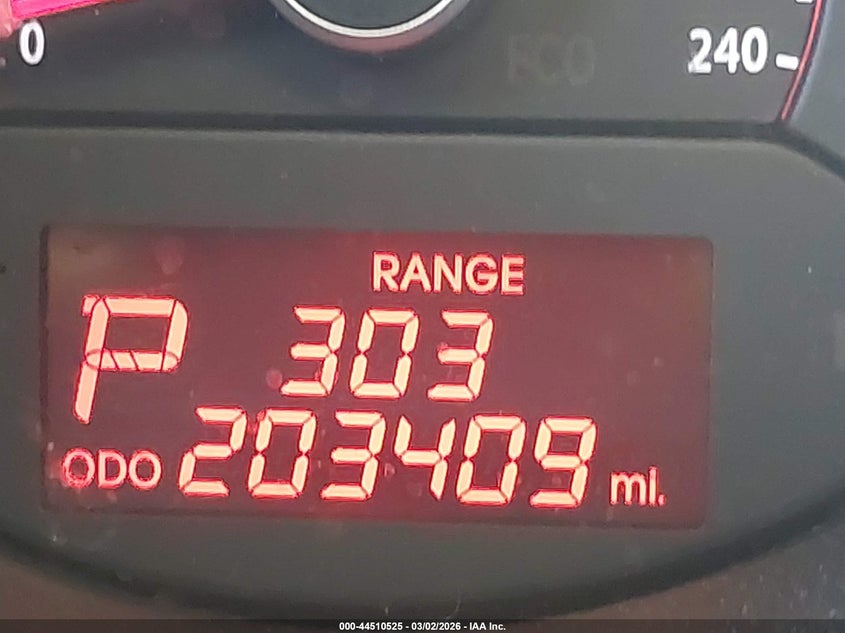 0 ECO 240
RANGE
P 303
ODO 203409 mi.
000-44510525 - 03/02/2026 - IAA Inc.